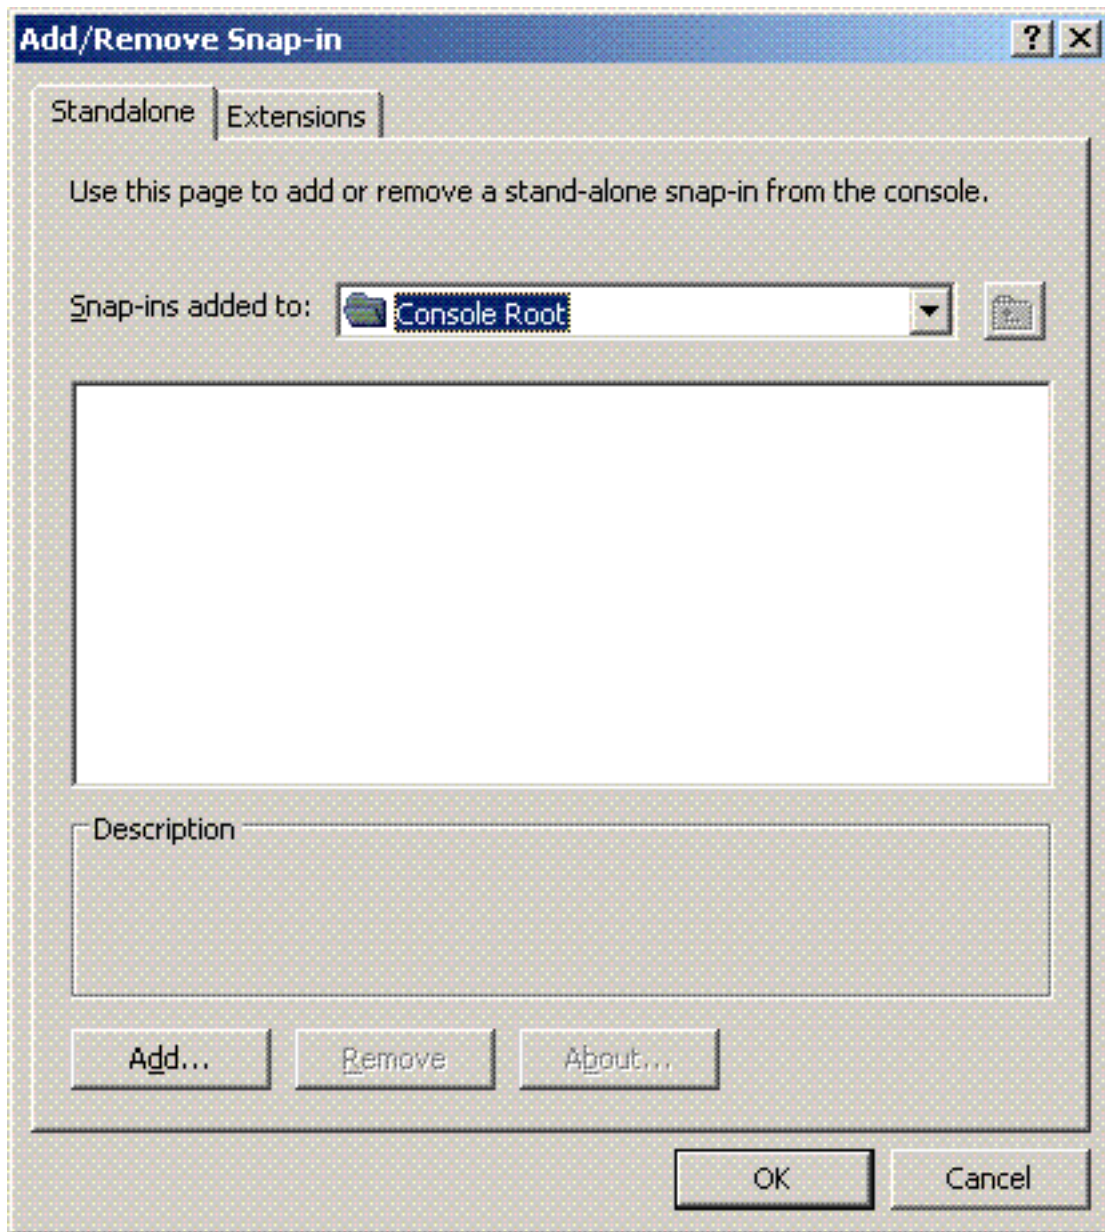 Add/Remove Snap-in
Standalone
Extensions
Use this page to add or remove a stand-alone snap-in from the console.
Snap-ins added to:
Console Root
Description
Add...
Remove
About...
OK
Cancel